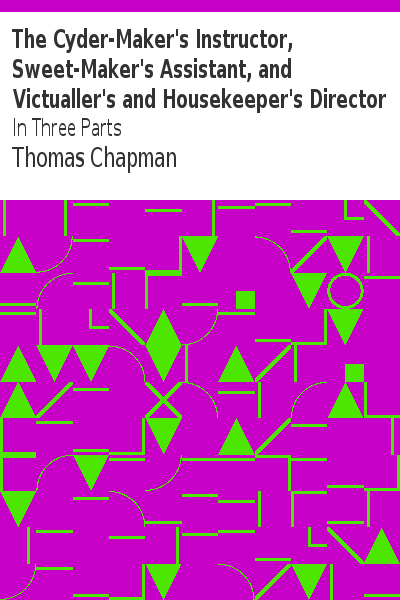 The Cyder-Maker's Instructor,
Sweet-Maker's Assistant, and
Victualler's and Housekeeper's Director
In Three Parts
Thomas Chapman